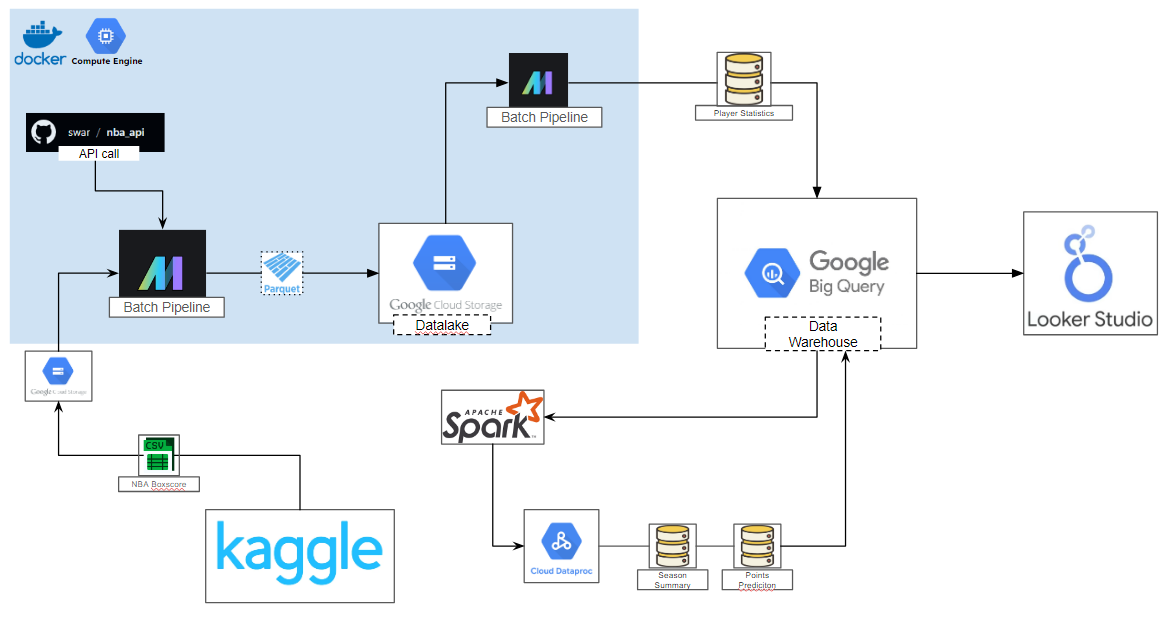 docker
Compute Engine
swar / nba_api
API call
Batch Pipeline
Parquet
Google Cloud Storage
Datalake
Batch Pipeline
Player Statistics
Google
Big Query
Data
Warehouse
Looker Studio
Google Cloud Storage
CSV
NBA Boxscore
kaggle
APACHE
Spark™
Cloud Dataproc
Season
Summary
Points
Prediciton